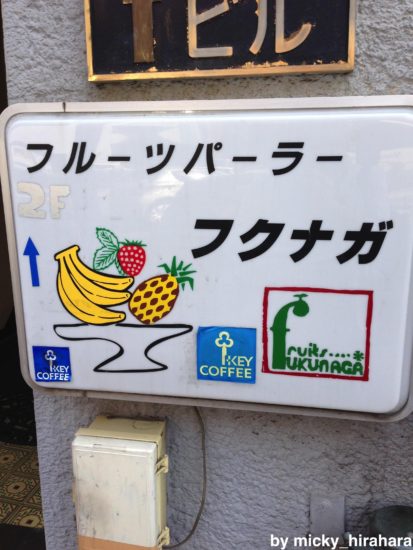 ビル
フルーツパーラー
2F
フクナガ
KEY
COFFEE
KEY
COFFEE
fruits....*
FUKUNAGA
by micky_hirahara